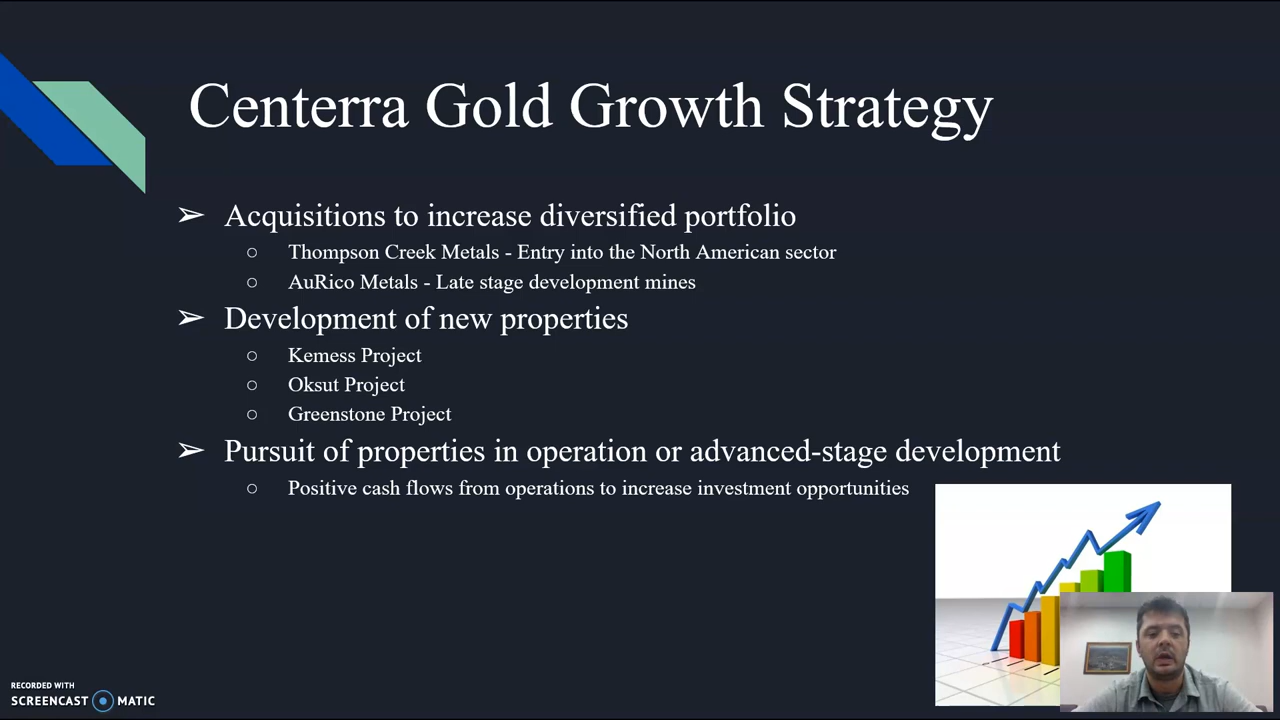 Centerra Gold Growth Strategy
➢ Acquisitions to increase diversified portfolio
○ Thompson Creek Metals - Entry into the North American sector
○ AuRico Metals - Late stage development mines
➢ Development of new properties
○ Kemess Project
○ Oksut Project
○ Greenstone Project
➢ Pursuit of properties in operation or advanced-stage development
○ Positive cash flows from operations to increase investment opportunities
RECORDED WITH
SCREENCAST MATIC